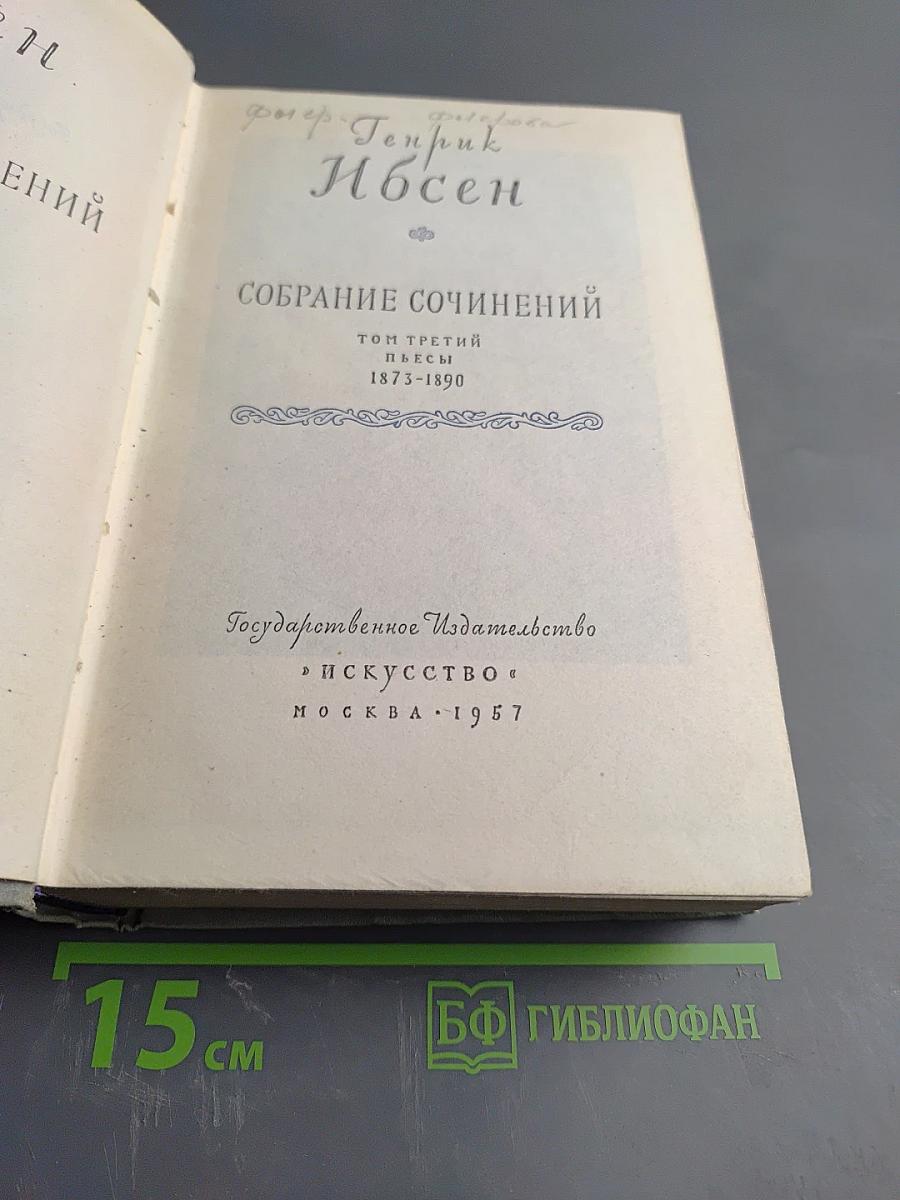 ЕНИЙ
Генрик
Ибсен
СОБРАНИЕ СОЧИНЕНИЙ
ТОМ ТРЕТИЙ
ПЬЕСЫ
1873-1890
Государственное Издательство
»ИСКУССТВО«
МОСКВА·1957
15 см
БФ ГИБЛИОФАН